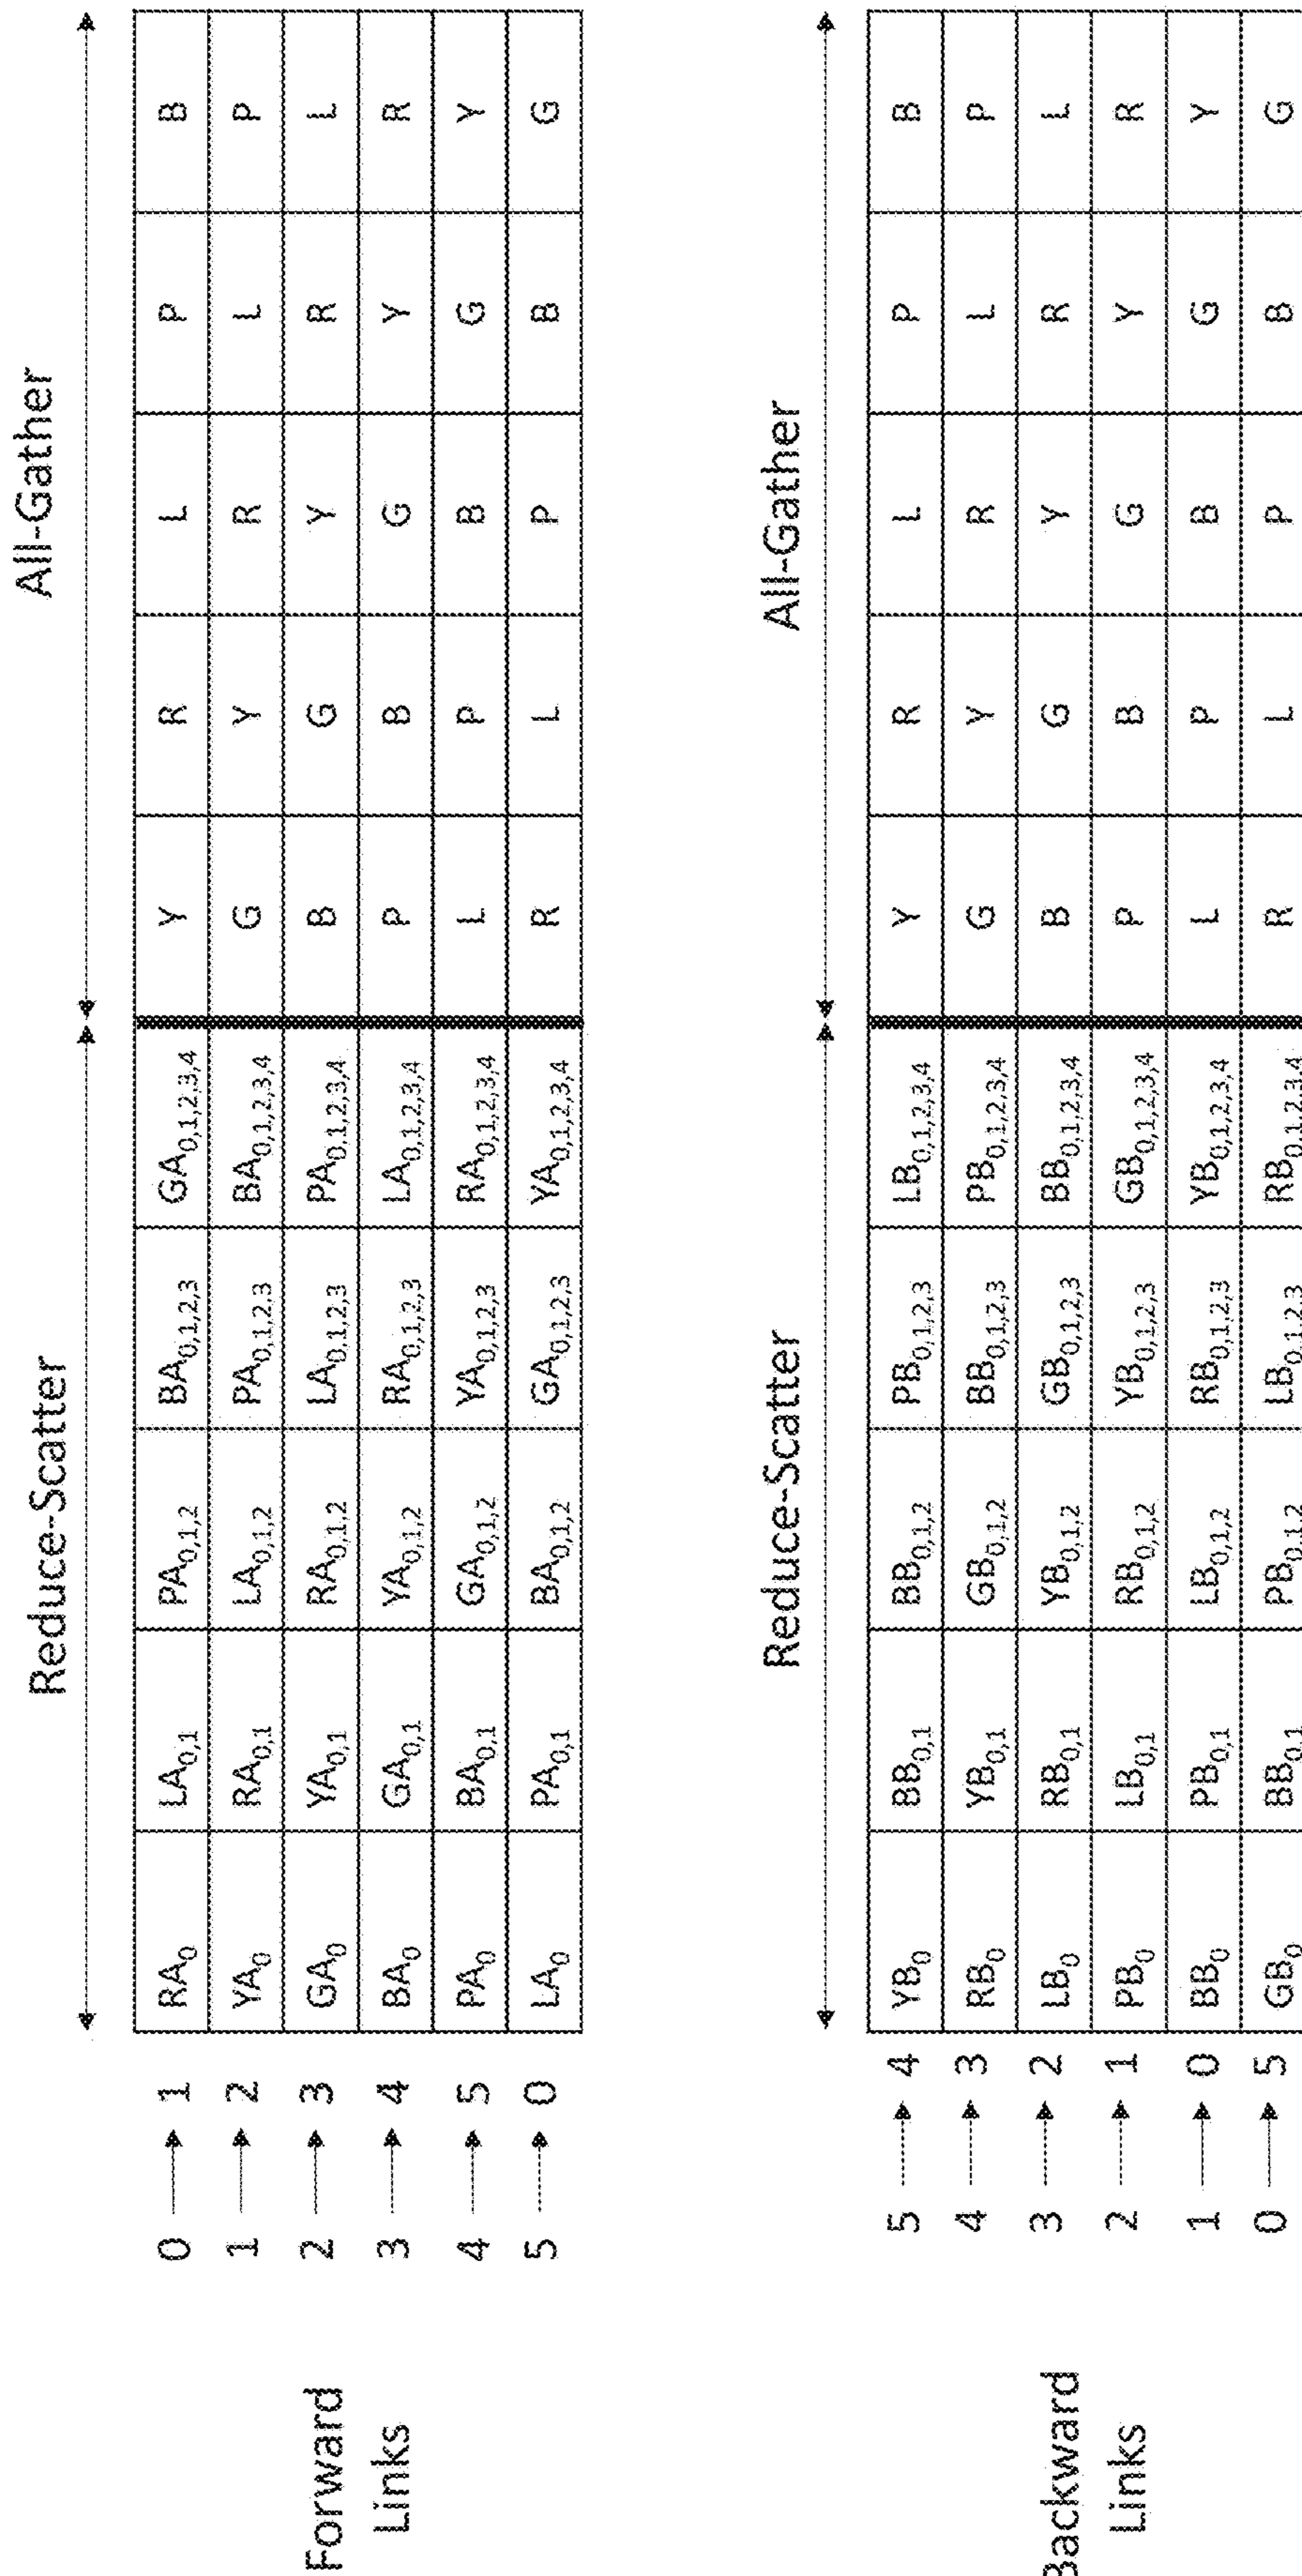 Reduce-Scatter All-Gather
Forward Links
0 → 1 RA0 LA0,1 PA0,1,2 BA0,1,2,3 GA0,1,2,3,4 Y R L P B
1 → 2 YA0 RA0,1 LA0,1,2 PA0,1,2,3 BA0,1,2,3,4 G Y R L P
2 → 3 GA0 YA0,1 RA0,1,2 LA0,1,2,3 PA0,1,2,3,4 B G Y R L
3 → 4 BA0 GA0,1 YA0,1,2 RA0,1,2,3 LA0,1,2,3,4 P B G Y R
4 → 5 PA0 BA0,1 GA0,1,2 YA0,1,2,3 RA0,1,2,3,4 L P B G Y
5 → 0 LA0 PA0,1 BA0,1,2 GA0,1,2,3 YA0,1,2,3,4 R L P B G
Reduce-Scatter All-Gather
Backward Links
5 → 4 YB0 BB0,1 BB0,1,2 PB0,1,2,3 LB0,1,2,3,4 Y R L P B
4 → 3 RB0 YB0,1 GB0,1,2 BB0,1,2,3 PB0,1,2,3,4 G Y R L P
3 → 2 LB0 RB0,1 YB0,1,2 GB0,1,2,3 BB0,1,2,3,4 B G Y R L
2 → 1 PB0 LB0,1 RB0,1,2 YB0,1,2,3 GB0,1,2,3,4 P B G Y R
1 → 0 BB0 PB0,1 LB0,1,2 RB0,1,2,3 YB0,1,2,3,4 L P B G Y
0 → 5 GB0 BB0,1 PB0,1,2 LB0,1,2,3 RB0,1,2,3,4 R L P B G